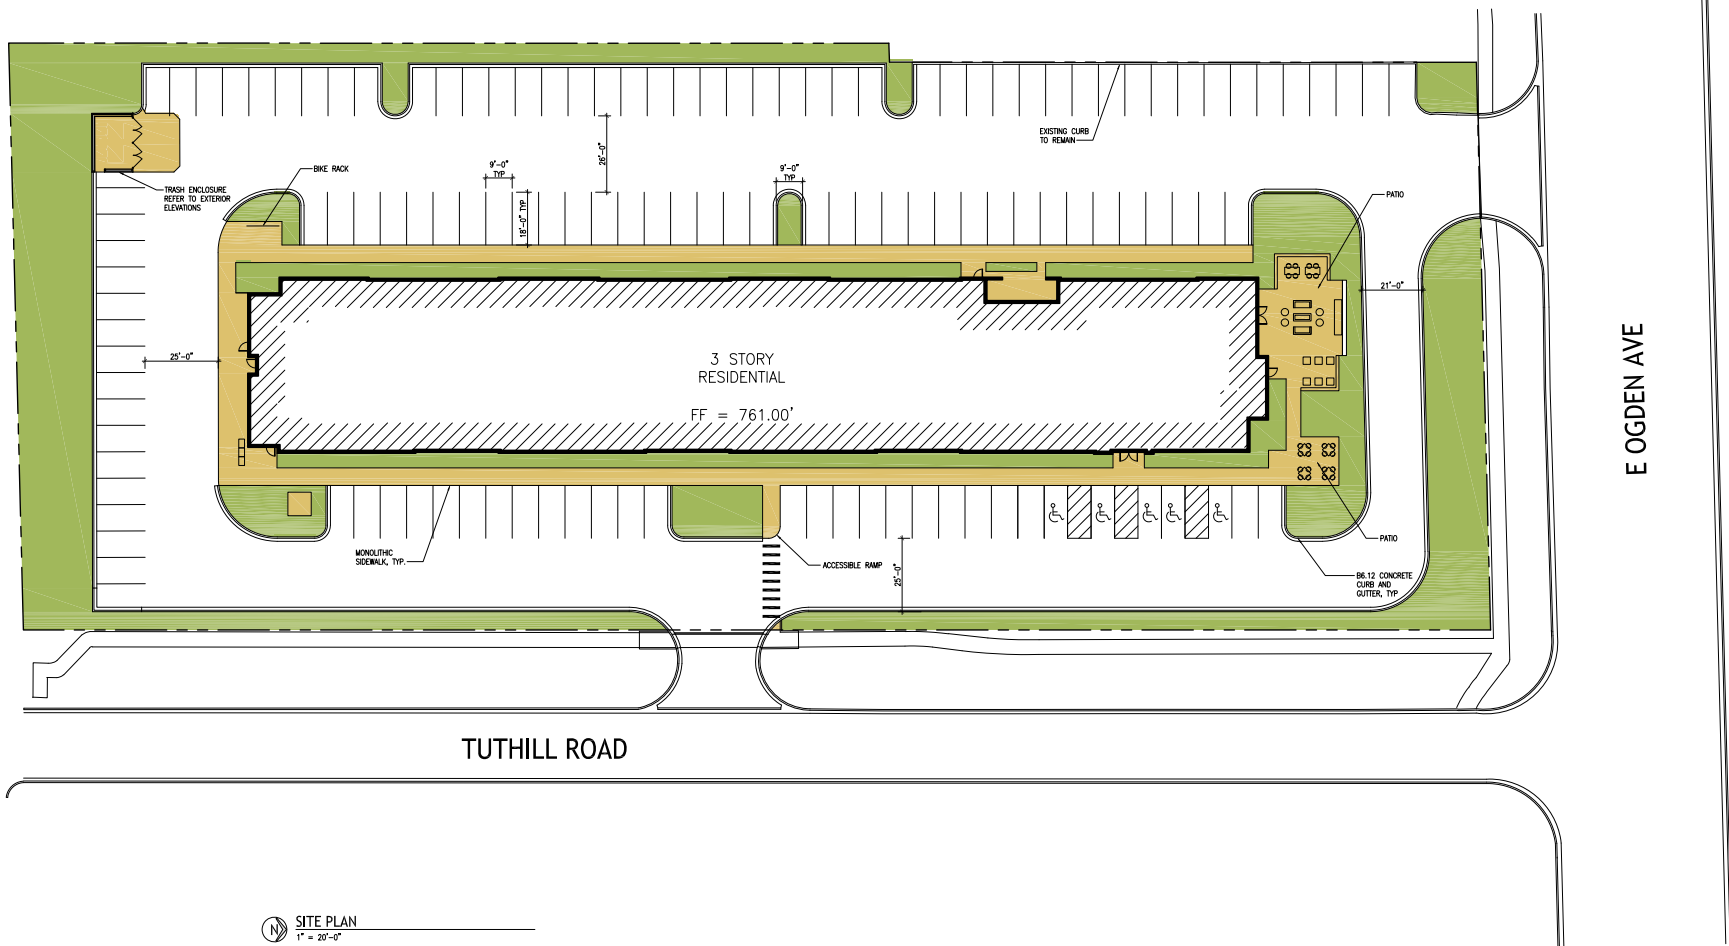 EXISTING CURB
TO REMAIN
26'-0"
9'-0"
TYP
9'-0"
TYP
BIKE RACK
TRASH ENCLOSURE
REFER TO EXTERIOR
ELEVATIONS
18'-0" TYP
PATIO
21'-0"
25'-0"
3 STORY
RESIDENTIAL
FF = 761.00'
E OGDEN AVE
MONOLITHIC
SIDEWALK, TYP.
ACCESSIBLE RAMP
25'-0"
PATIO
B6.12 CONCRETE
CURB AND
GUTTER, TYP
TUTHILL ROAD
N
SITE PLAN
1" = 20'-0"